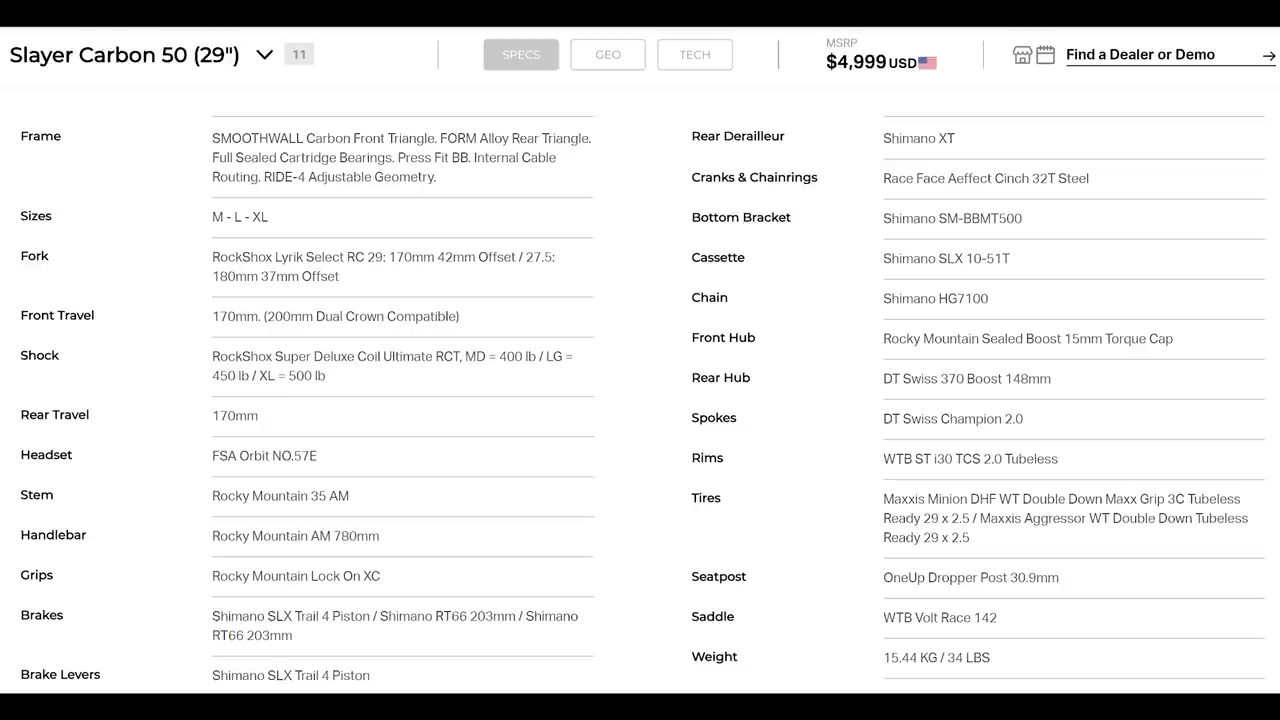 Slayer Carbon 50 (29") 11 SPECS GEO TECH MSRP $4,999 USD Find a Dealer or Demo →
Frame
SMOOTHWALL Carbon Front Triangle. FORM Alloy Rear Triangle.
Full Sealed Cartridge Bearings. Press Fit BB. Internal Cable
Routing. RIDE-4 Adjustable Geometry.
Sizes
M - L - XL
Fork
RockShox Lyrik Select RC 29: 170mm 42mm Offset / 27.5:
180mm 37mm Offset
Front Travel
170mm. (200mm Dual Crown Compatible)
Shock
RockShox Super Deluxe Coil Ultimate RCT, MD = 400 lb / LG =
450 lb / XL = 500 lb
Rear Travel
170mm
Headset
FSA Orbit NO.57E
Stem
Rocky Mountain 35 AM
Handlebar
Rocky Mountain AM 780mm
Grips
Rocky Mountain Lock On XC
Brakes
Shimano SLX Trail 4 Piston / Shimano RT66 203mm / Shimano
RT66 203mm
Brake Levers
Shimano SLX Trail 4 Piston
Rear Derailleur
Shimano XT
Cranks & Chainrings
Race Face Aeffect Cinch 32T Steel
Bottom Bracket
Shimano SM-BBMT500
Cassette
Shimano SLX 10-51T
Chain
Shimano HG7100
Front Hub
Rocky Mountain Sealed Boost 15mm Torque Cap
Rear Hub
DT Swiss 370 Boost 148mm
Spokes
DT Swiss Champion 2.0
Rims
WTB ST i30 TCS 2.0 Tubeless
Tires
Maxxis Minion DHF WT Double Down Maxx Grip 3C Tubeless
Ready 29 x 2.5 / Maxxis Aggressor WT Double Down Tubeless
Ready 29 x 2.5
Seatpost
OneUp Dropper Post 30.9mm
Saddle
WTB Volt Race 142
Weight
15.44 KG / 34 LBS